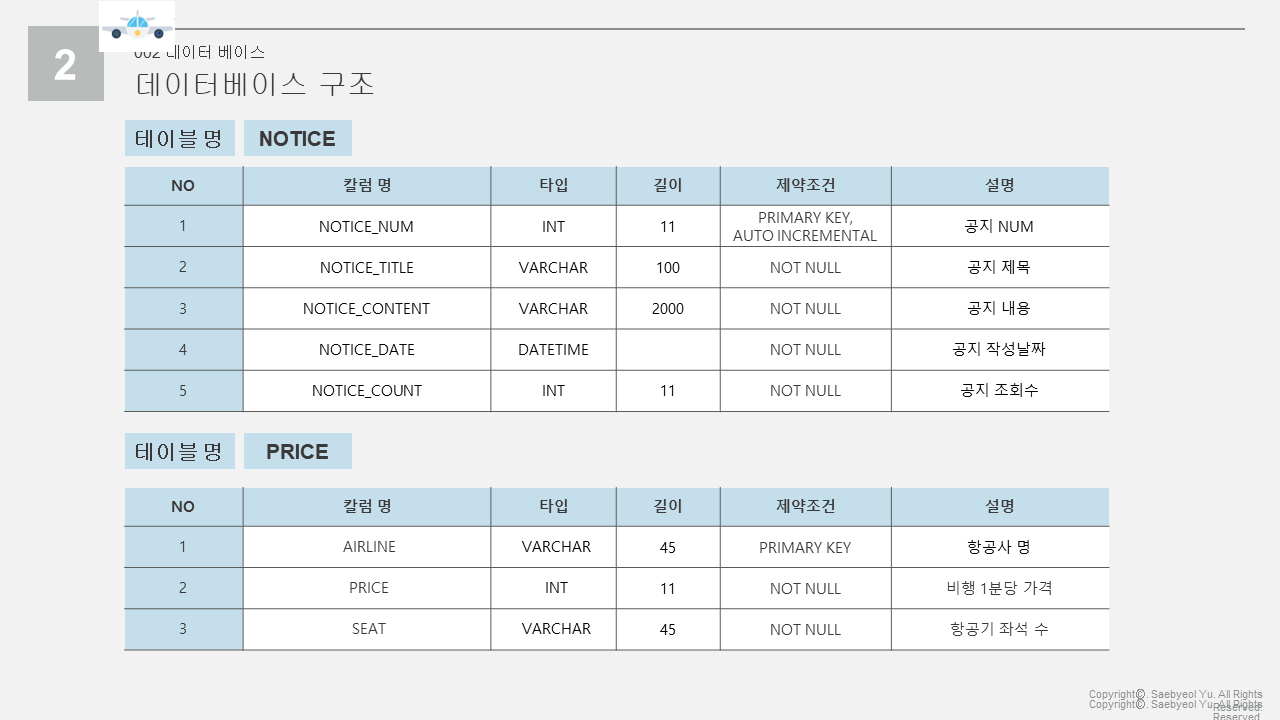 2
002 데이터 베이스
데이터베이스 구조
테이블 명 NOTICE
NO 칼럼 명 타입 길이 제약조건 설명
1 NOTICE_NUM INT 11 PRIMARY KEY, AUTO INCREMENTAL 공지 NUM
2 NOTICE_TITLE VARCHAR 100 NOT NULL 공지 제목
3 NOTICE_CONTENT VARCHAR 2000 NOT NULL 공지 내용
4 NOTICE_DATE DATETIME NOT NULL 공지 작성날짜
5 NOTICE_COUNT INT 11 NOT NULL 공지 조회수
테이블 명 PRICE
NO 칼럼 명 타입 길이 제약조건 설명
1 AIRLINE VARCHAR 45 PRIMARY KEY 항공사 명
2 PRICE INT 11 NOT NULL 비행 1분당 가격
3 SEAT VARCHAR 45 NOT NULL 항공기 좌석 수
Copyright©. Saebyeol Yu. All Rights
Reserved.
Copyright©. Saebyeol Yu. All Rights
Reserved.